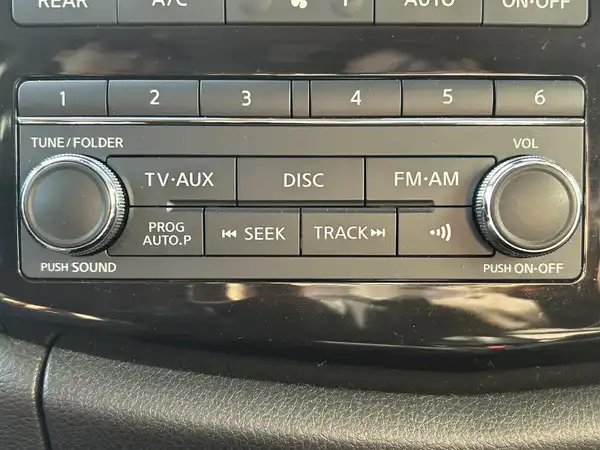 REAR A/C AUTO ON·OFF
1 2 3 4 5 6
TUNE/FOLDER VOL
TV·AUX DISC FM·AM
PROG
AUTO.P
SEEK TRACK
PUSH SOUND PUSH ON·OFF